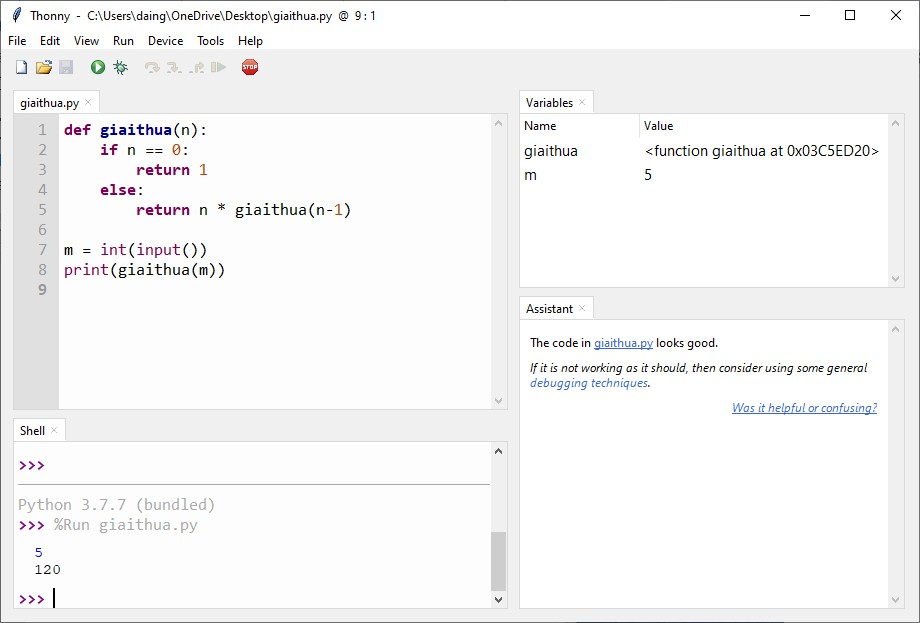 Thonny - C:\Users\daing\OneDrive\Desktop\giaithua.py @ 9:1
File Edit View Run Device Tools Help
STOP
giaithua.py ×
1 def giaithua(n):
2     if n == 0:
3         return 1
4     else:
5         return n * giaithua(n-1)
6
7 m = int(input())
8 print(giaithua(m))
9
Shell ×
>>>
Python 3.7.7 (bundled)
>>> %Run giaithua.py
5
120
>>>
Variables ×
Name Value
giaithua <function giaithua at 0x03C5ED20>
m 5
Assistant ×
The code in giaithua.py looks good.
If it is not working as it should, then consider using some general
debugging techniques.
Was it helpful or confusing?